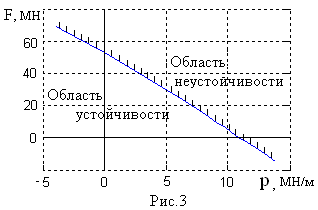 F, МН
60
40
20
0
Область
неустойчивости
Область
устойчивости
-5
0
5
10
p, МН/м
Рис.3